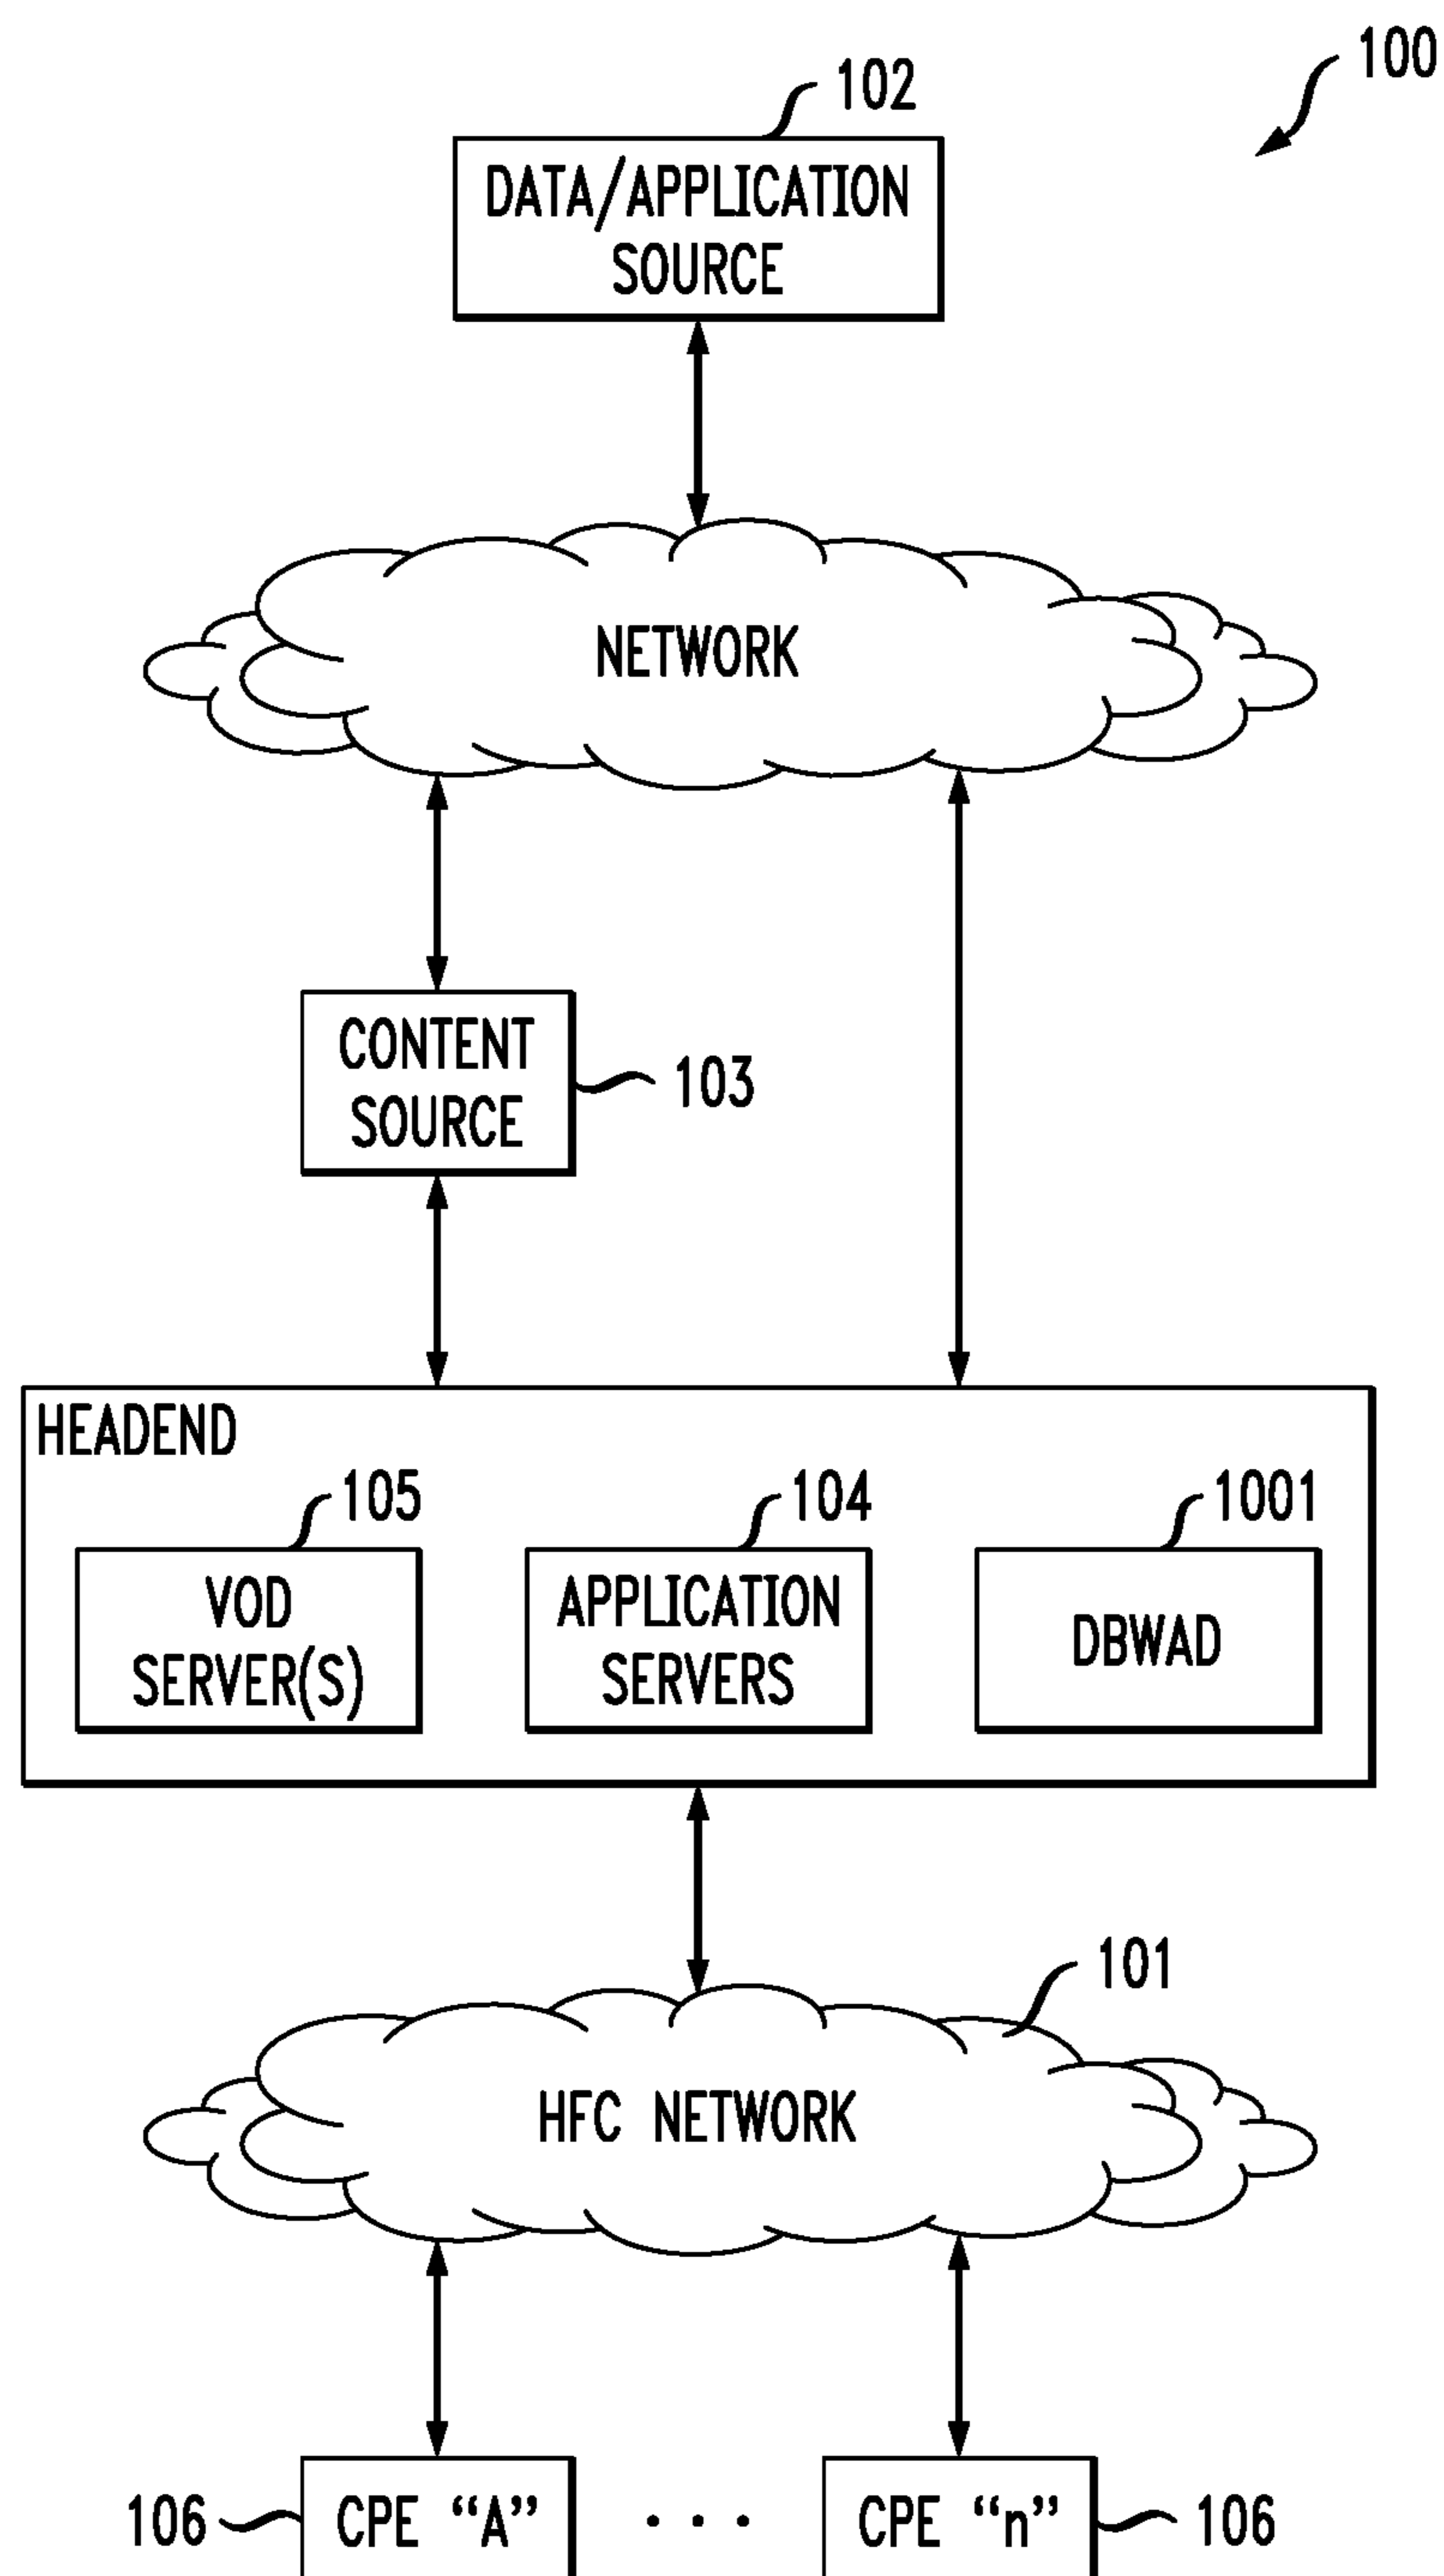 100
102
DATA/APPLICATION
SOURCE
NETWORK
CONTENT
SOURCE
103
HEADEND
105
104
1001
VOD
SERVER(S)
APPLICATION
SERVERS
DBWAD
101
HFC NETWORK
106
CPE “A”
• • •
CPE “n”
106